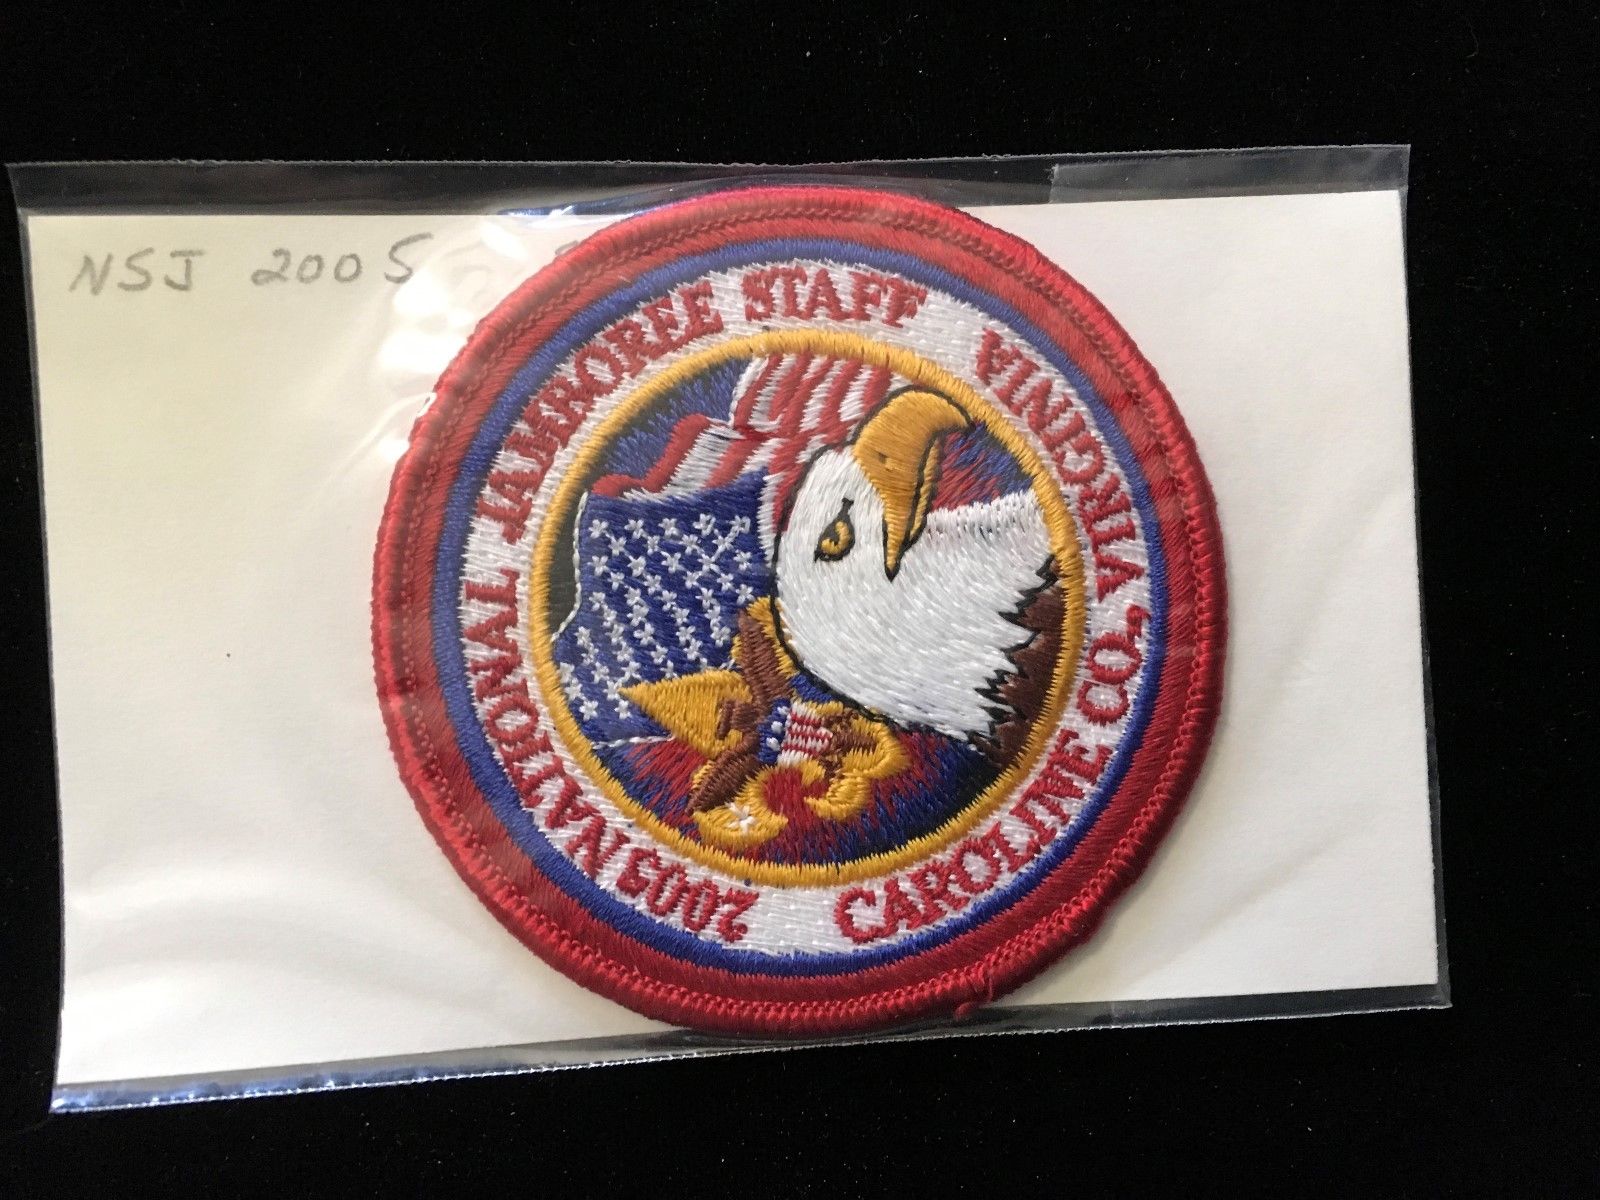 NSJ 2005
2005 NATIONAL JAMBOREE STAFF
CAROLINE CO., VIRGINIA